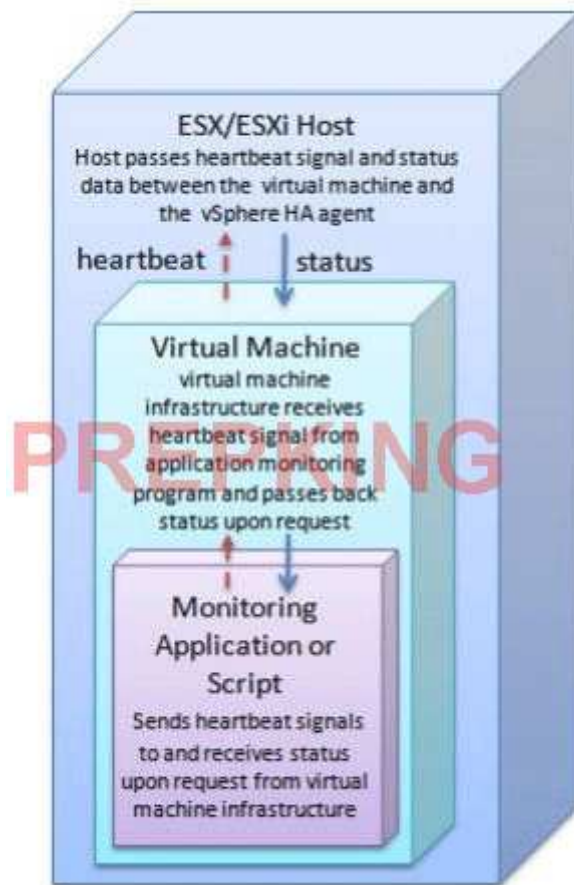 ESX/ESXi Host
Host passes heartbeat signal and status
data between the virtual machine and
the vSphere HA agent
heartbeat
status
Virtual Machine
virtual machine
infrastructure receives
heartbeat signal from
application monitoring
program and passes back
status upon request
PREPKING
Monitoring
Application or
Script
Sends heartbeat signals
to and receives status
upon request from virtual
machine infrastructure